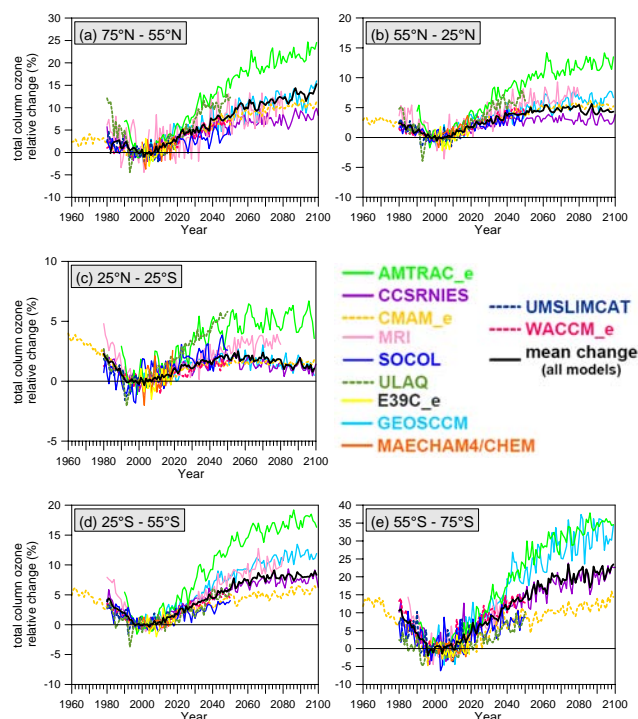 (a) 75°N - 55°N
total column ozone
relative change (%)
30
25
20
15
10
5
0
-5
-10
1960 1980 2000 2020 2040 2060 2080 2100
Year
(b) 55°N - 25°N
25
20
15
10
5
0
-5
-10
1960 1980 2000 2020 2040 2060 2080 2100
Year
(c) 25°N - 25°S
total column ozone
relative change (%)
10
5
0
-5
1960 1980 2000 2020 2040 2060 2080 2100
Year
AMTRAC_e
CCSRNIES
CMAM_e
MRI
SOCOL
ULAQ
E39C_e
GEOSCCM
MAECHAM4/CHEM
UMSLIMCAT
WACCM_e
mean change
(all models)
(d) 25°S - 55°S
total column ozone
relative change (%)
20
15
10
5
0
-5
-10
1960 1980 2000 2020 2040 2060 2080 2100
Year
(e) 55°S - 75°S
40
35
30
25
20
15
10
5
0
-5
-10
1960 1980 2000 2020 2040 2060 2080 2100
Year